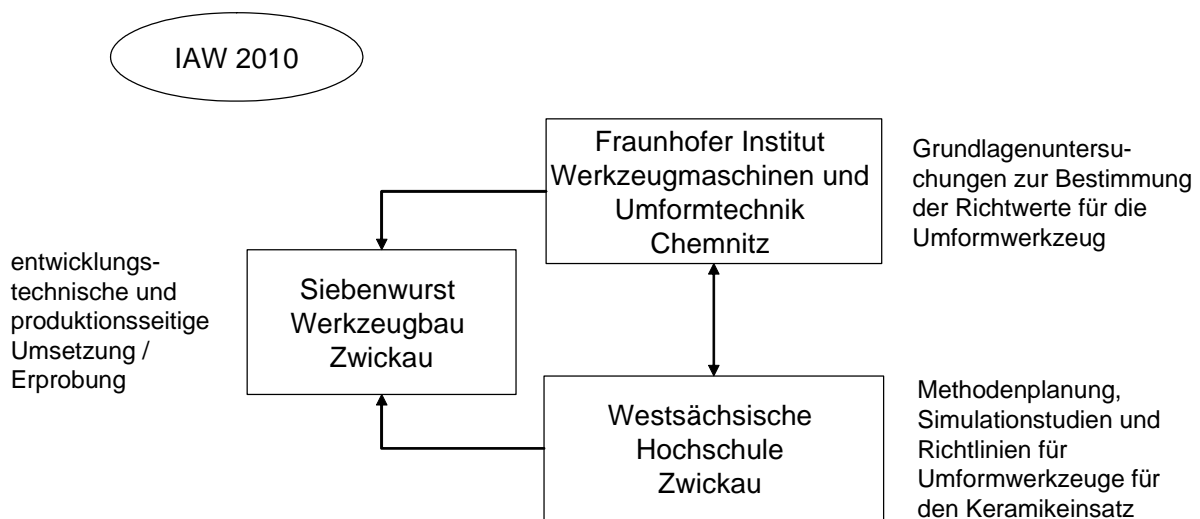 IAW 2010
Fraunhofer Institut
Werkzeugmaschinen und
Umformtechnik
Chemnitz
Grundlagenuntersu-
chungen zur Bestimmung
der Richtwerte für die
Umformwerkzeug
entwicklungs-
technische und
produktionsseitige
Umsetzung /
Erprobung
Siebenwurst
Werkzeugbau
Zwickau
Westsächsische
Hochschule
Zwickau
Methodenplanung,
Simulationstudien und
Richtlinien für
Umformwerkzeuge für
den Keramikeinsatz